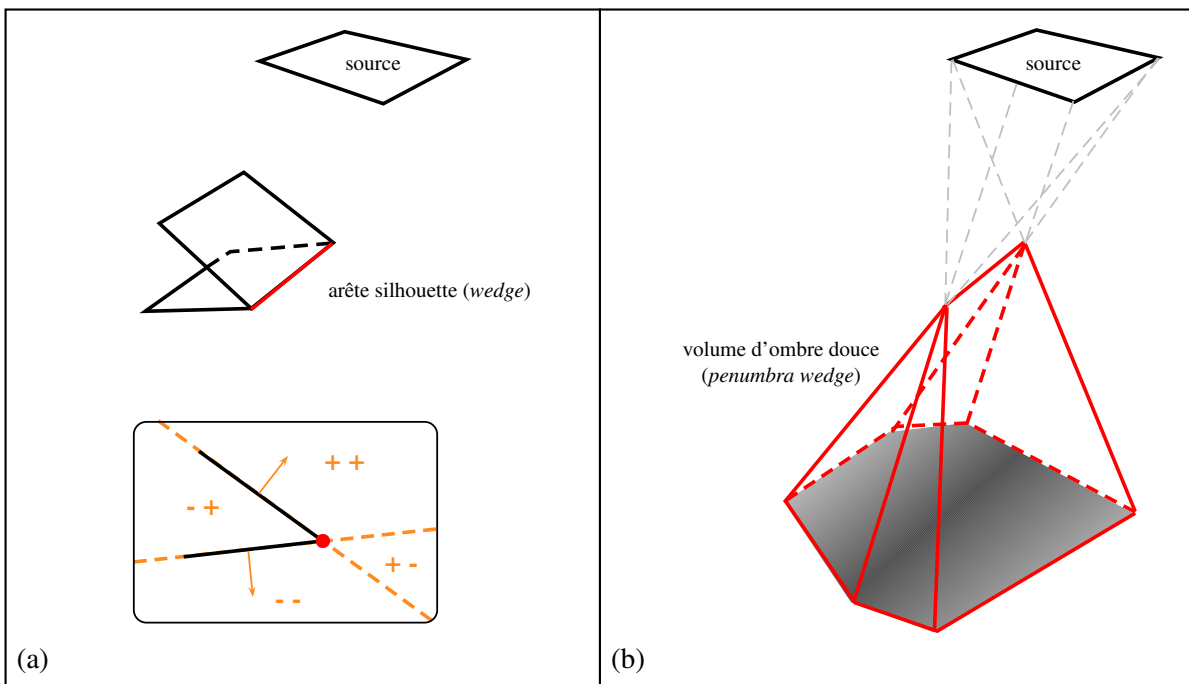 source
arête silhouette (wedge)
+ +
- +
+ -
- -
(a)
source
volume d'ombre douce
(penumbra wedge)
(b)